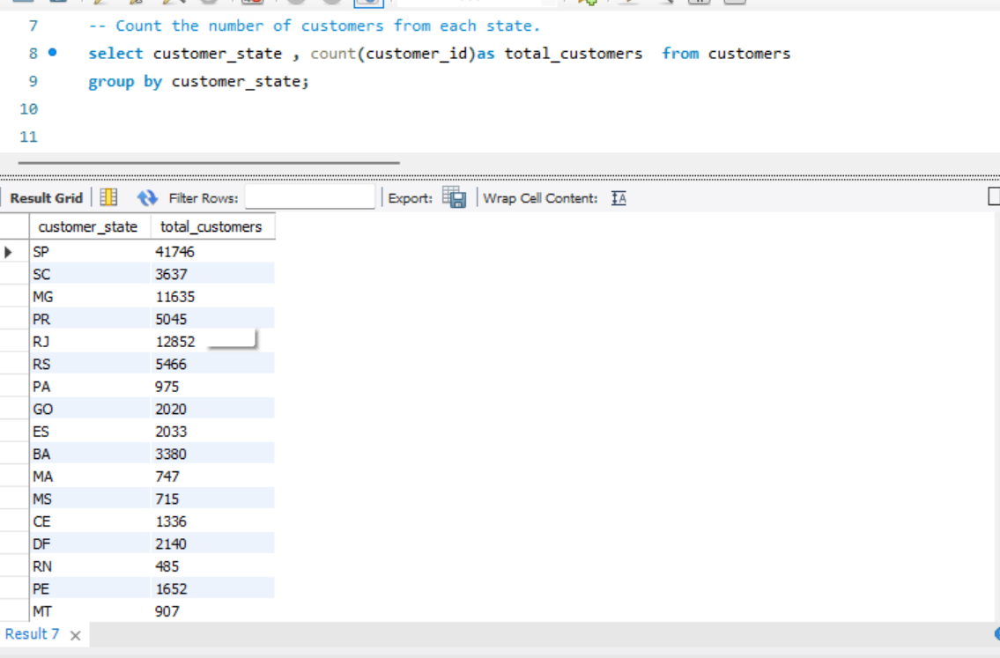 7 -- Count the number of customers from each state.
8 select customer_state , count(customer_id)as total_customers from customers
9 group by customer_state;
10
11
Result Grid Filter Rows: Export: Wrap Cell Content: IA
customer_state total_customers
SP 41746
SC 3637
MG 11635
PR 5045
RJ 12852
RS 5466
PA 975
GO 2020
ES 2033
BA 3380
MA 747
MS 715
CE 1336
DF 2140
RN 485
PE 1652
MT 907
Result 7